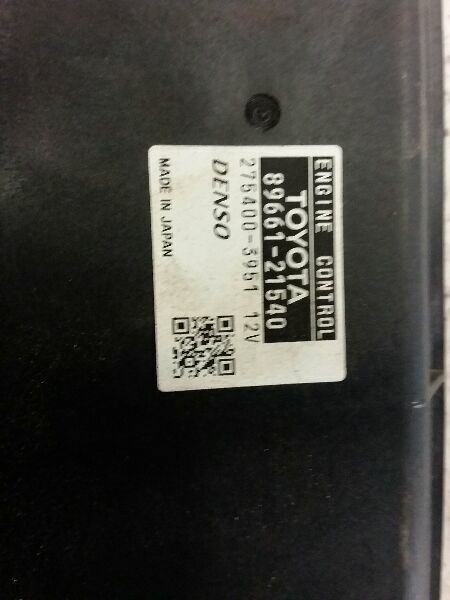 ENGINE CONTROL
TOYOTA
89661-21540
275400-3951 12V
DENSO
MADE IN JAPAN